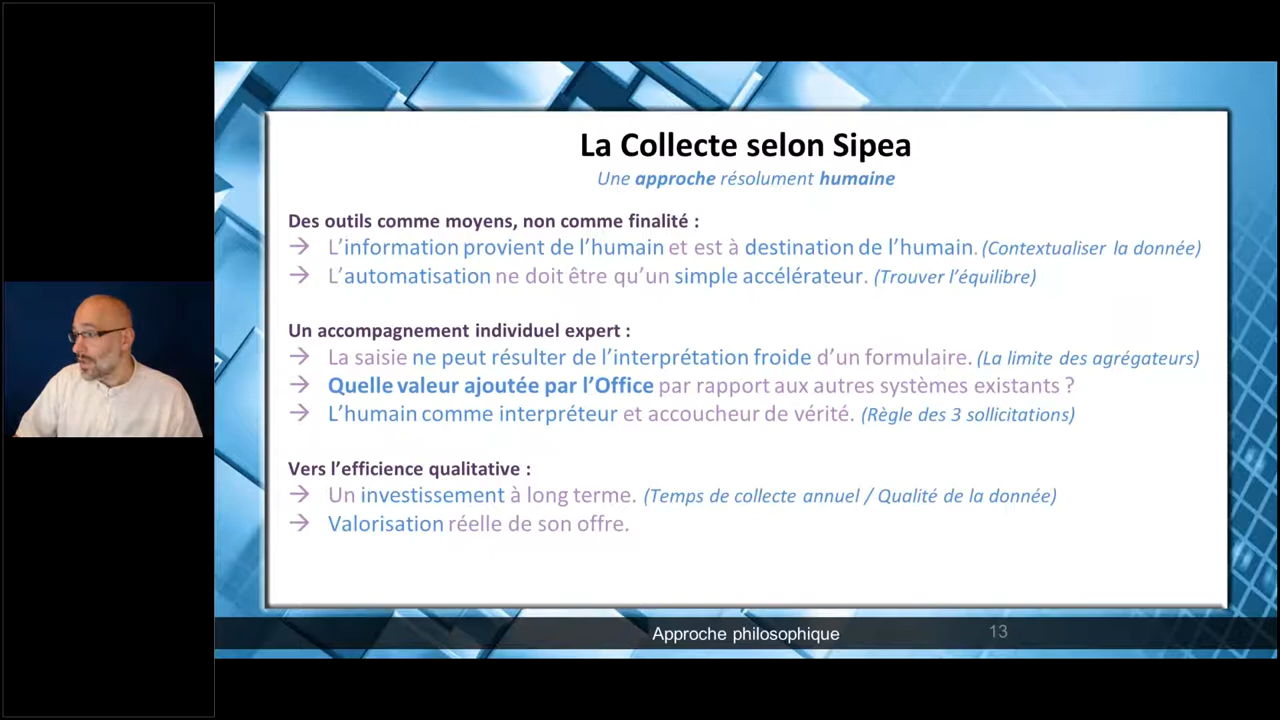 La Collecte selon Sipea
Une approche résolument humaine
Des outils comme moyens, non comme finalité :
→ L'information provient de l'humain et est à destination de l'humain. (Contextualiser la donnée)
→ L'automatisation ne doit être qu'un simple accélérateur. (Trouver l'équilibre)
Un accompagnement individuel expert :
→ La saisie ne peut résulter de l'interprétation froide d'un formulaire. (La limite des agrégateurs)
→ Quelle valeur ajoutée par l'Office par rapport aux autres systèmes existants ?
→ L'humain comme interpréteur et accoucheur de vérité. (Règle des 3 sollicitations)
Vers l'efficience qualitative :
→ Un investissement à long terme. (Temps de collecte annuel / Qualité de la donnée)
→ Valorisation réelle de son offre.
Approche philosophique 13